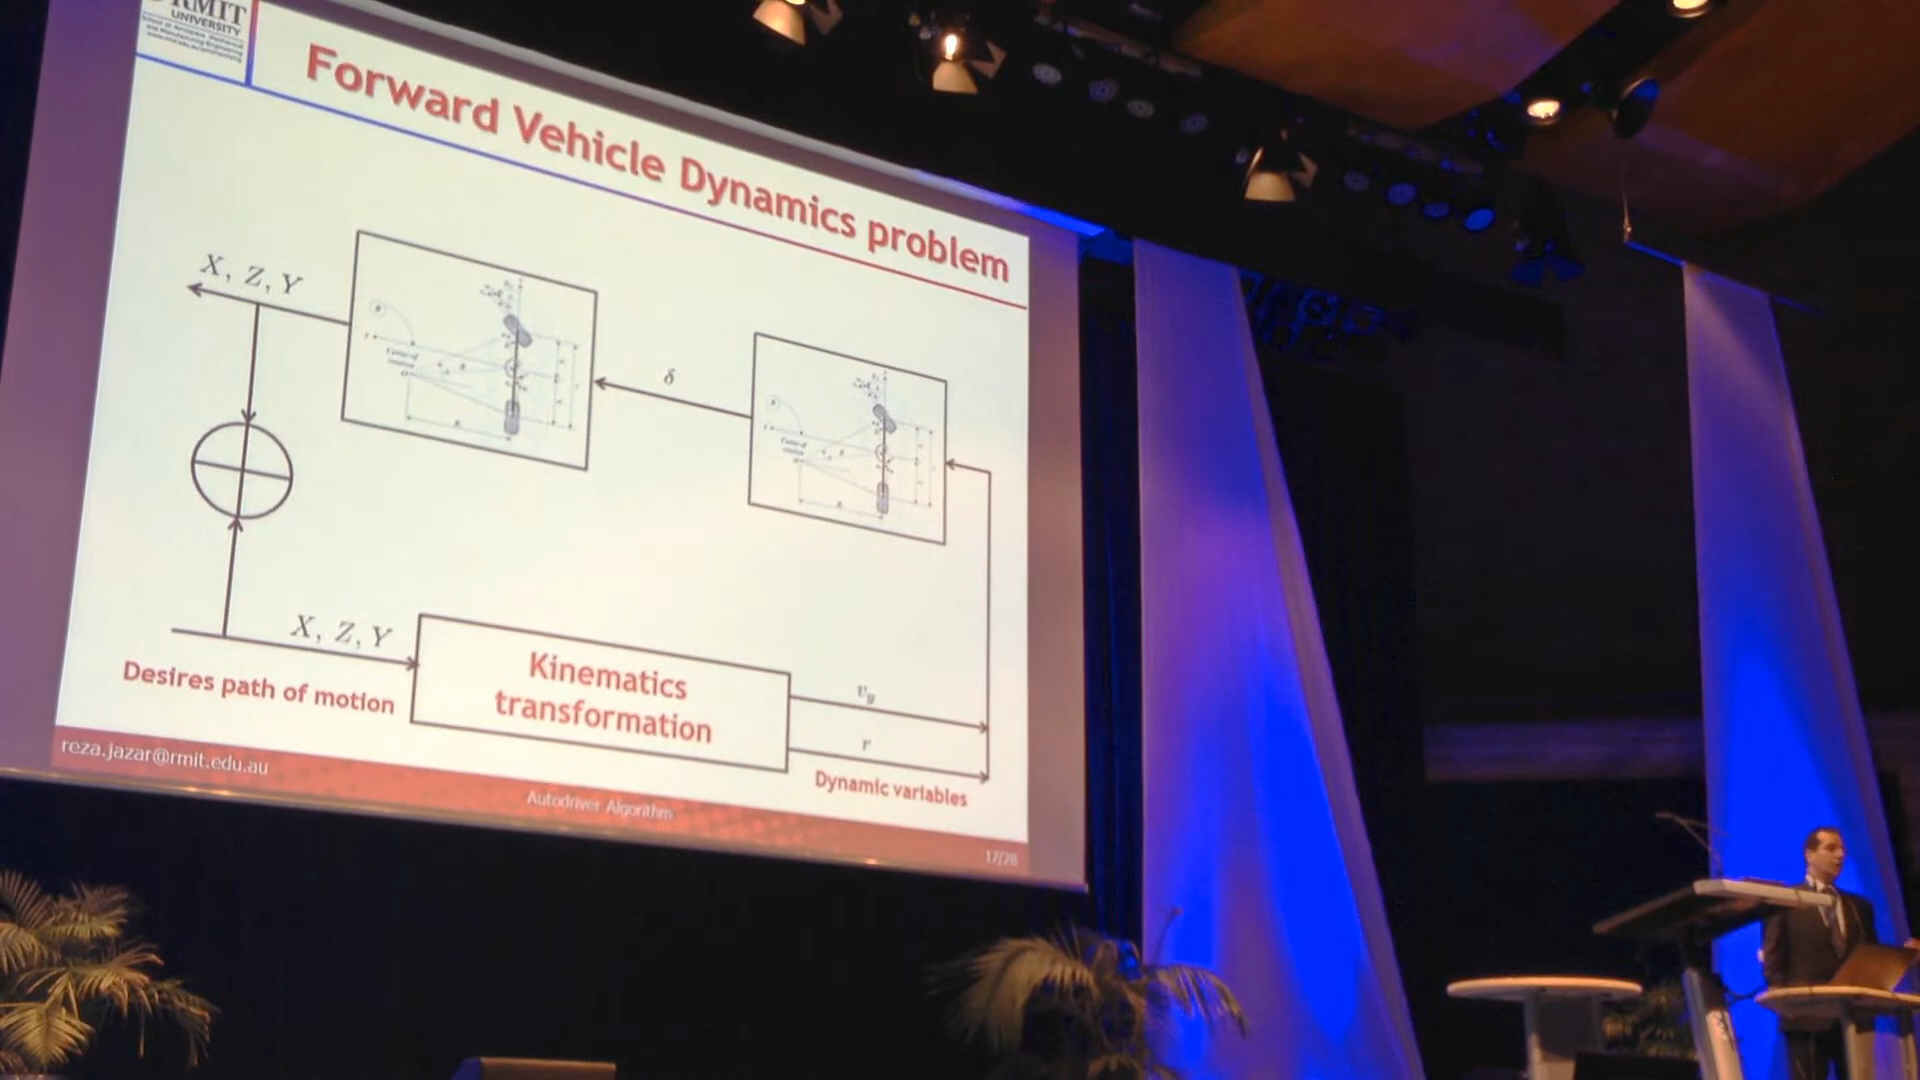 RMIT
UNIVERSITY
Forward Vehicle Dynamics problem
X, Z, Y
δ
X, Z, Y
Kinematics
transformation
v_y
r
Desires path of motion
Dynamic variables
reza.jazar@rmit.edu.au
Autodriver Algorithm
17/28